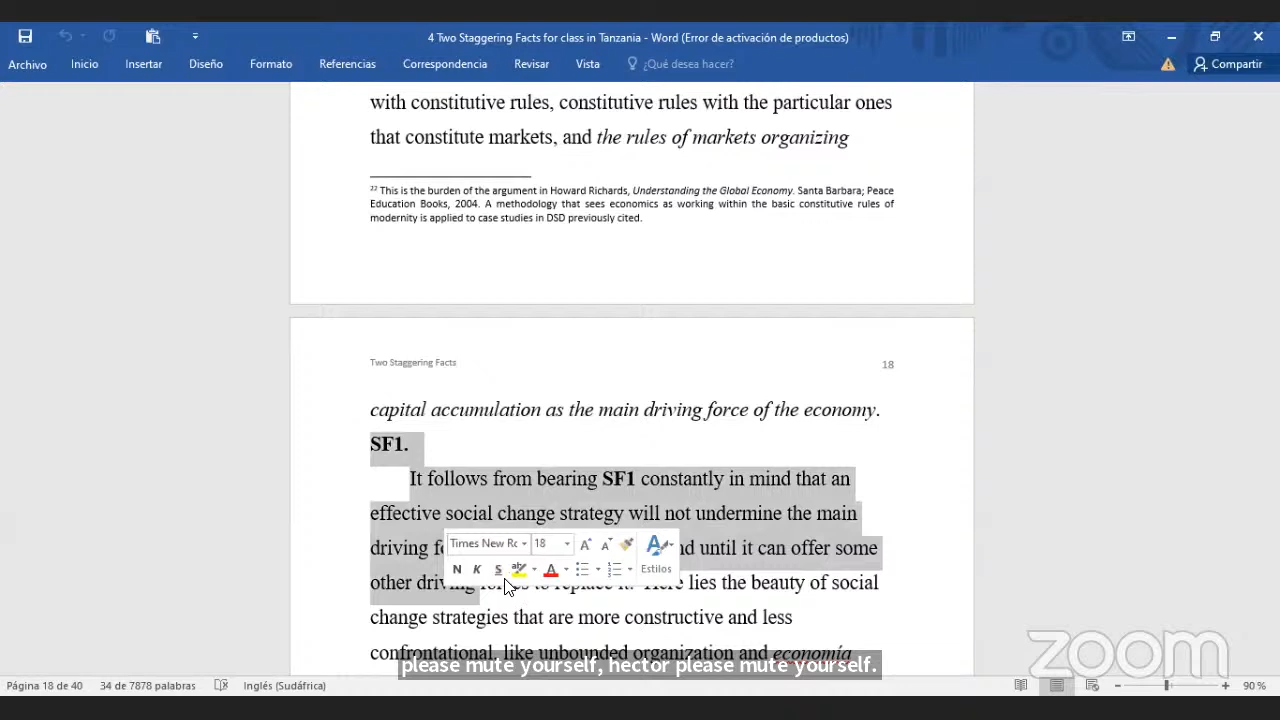 4 Two Staggering Facts for class in Tanzania - Word (Error de activación de productos)
Archivo Inicio Insertar Diseño Formato Referencias Correspondencia Revisar Vista ¿Qué desea hacer? Compartir
with constitutive rules, constitutive rules with the particular ones
that constitute markets, and the rules of markets organizing
22 This is the burden of the argument in Howard Richards, Understanding the Global Economy. Santa Barbara; Peace
Education Books, 2004. A methodology that sees economics as working within the basic constitutive rules of
modernity is applied to case studies in DSD previously cited.
Two Staggering Facts 18
capital accumulation as the main driving force of the economy.
SF1.
It follows from bearing SF1 constantly in mind that an
effective social change strategy will not undermine the main
driving nd until it can offer some
Times New Ro 18
N K S ab A Estilos
other driving forces to replace it. Here lies the beauty of social
change strategies that are more constructive and less
confrontational, like unbounded organization and economía
please mute yourself, hector please mute yourself.
zoom
Página 18 de 40 34 de 7878 palabras Inglés (Sudáfrica) 90 %